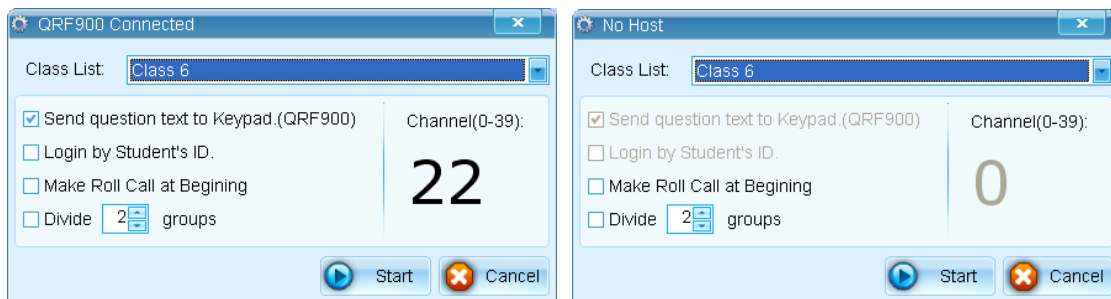 QRF900 Connected
Class List: Class 6
Send question text to Keypad.(QRF900)
Login by Student's ID.
Make Roll Call at Begining
Divide 2 groups
Channel(0-39):
22
Start Cancel
No Host
Class List: Class 6
Send question text to Keypad.(QRF900)
Login by Student's ID.
Make Roll Call at Begining
Divide 2 groups
Channel(0-39):
0
Start Cancel